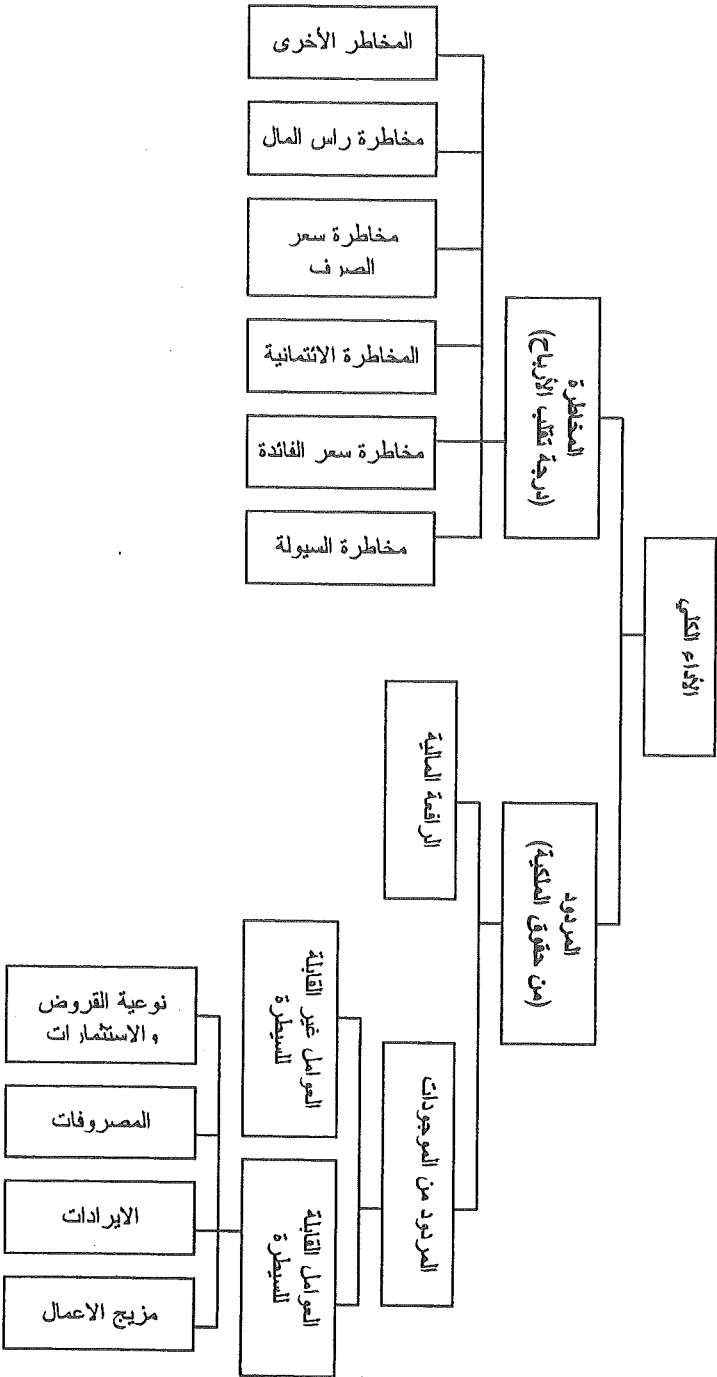 الأداء الكلي
المردود
(من حقوق الملكية)
المخاطرة
(درجة تقلب الأرباح)
المردود من الموجودات
الرافعة المالية
العوامل القابلة
للسيطرة
العوامل غير القابلة
للسيطرة
المخاطر الأخرى
مخاطرة راس المال
مخاطرة سعر
الصرف
المخاطرة الائتمانية
مخاطرة سعر الفائدة
مخاطرة السيولة
نوعية القروض
والاستثمارات
المصروفات
الايرادات
مزيج الاعمال